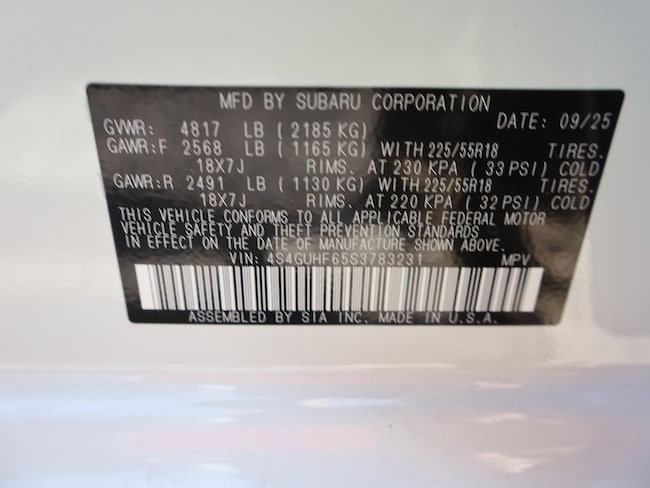 MFD BY SUBARU CORPORATION
DATE: 09/25
GVWR: 4817 LB ( 2185 KG)
GAWR:F 2568 LB ( 1165 KG) WITH 225/55R18 TIRES.
18X7J RIMS. AT 230 KPA ( 33 PSI) COLD
GAWR:R 2491 LB ( 1130 KG) WITH 225/55R18 TIRES.
18X7J RIMS. AT 220 KPA ( 32 PSI) COLD
THIS VEHICLE CONFORMS TO ALL APPLICABLE FEDERAL MOTOR
VEHICLE SAFETY AND THEFT PREVENTION STANDARDS
IN EFFECT ON THE DATE OF MANUFACTURE SHOWN ABOVE.
VIN: 4S4GUHF65S3783231 MPV
ASSEMBLED BY SIA INC. MADE IN U.S.A.